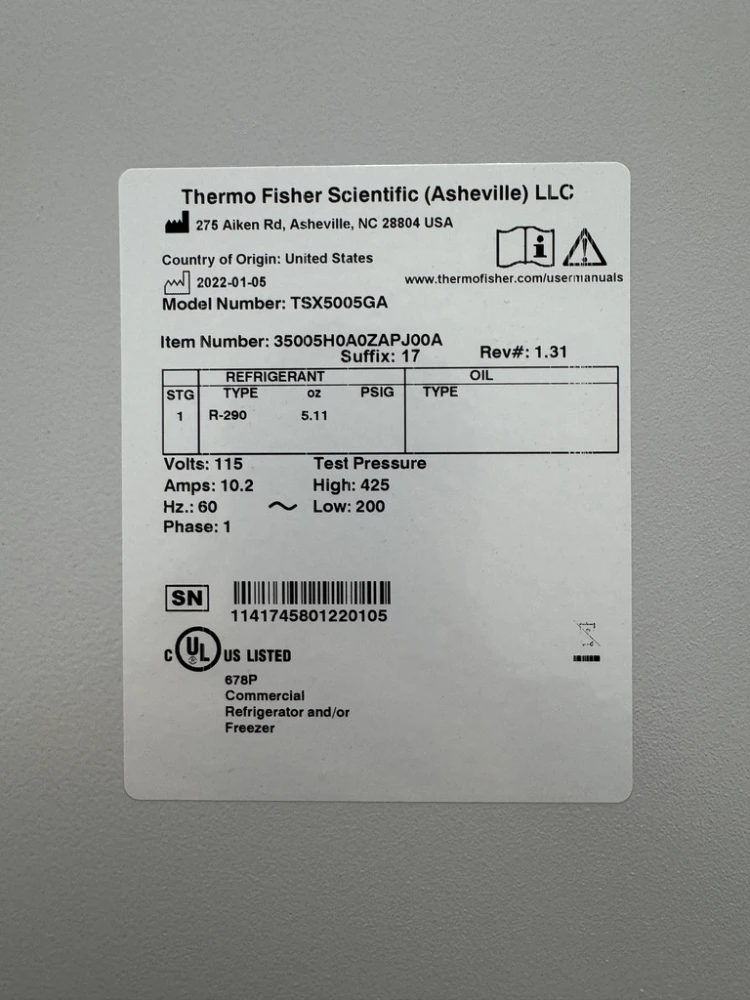 Thermo Fisher Scientific (Asheville) LLC
275 Aiken Rd, Asheville, NC 28804 USA
Country of Origin: United States
2022-01-05
www.thermofisher.com/usermanuals
Model Number: TSX5005GA
Item Number: 35005H0A0ZAPJ00A
Suffix: 17
Rev#: 1.31
REFRIGERANT OIL
STG TYPE oz PSIG TYPE
1 R-290 5.11
Volts: 115 Test Pressure
Amps: 10.2 High: 425
Hz.: 60 ~ Low: 200
Phase: 1
SN
1141745801220105
C UL US LISTED
678P
Commercial
Refrigerator and/or
Freezer